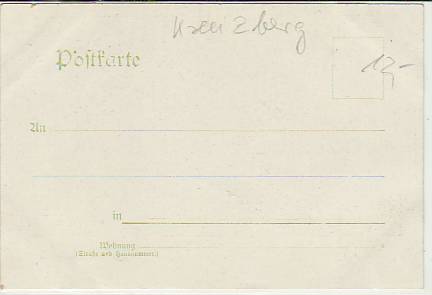 Kreuzberg
Postkarte
12,-
An
in
Wohnung
(Straße und Hausnummer)